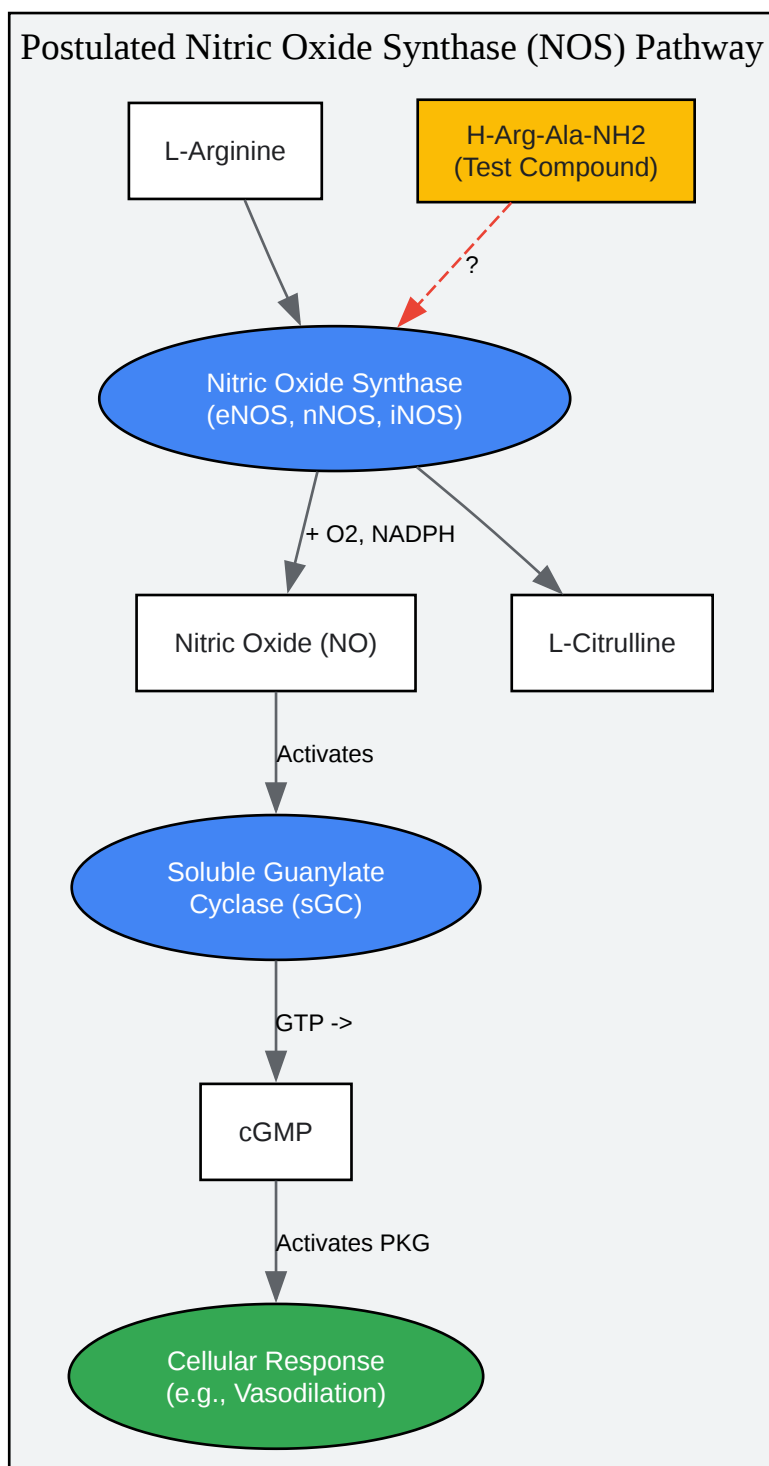 Postulated Nitric Oxide Synthase (NOS) Pathway
L-Arginine
H-Arg-Ala-NH2
(Test Compound)
?
Nitric Oxide Synthase
(eNOS, nNOS, iNOS)
+ O2, NADPH
Nitric Oxide (NO)
L-Citrulline
Activates
Soluble Guanylate
Cyclase (sGC)
GTP ->
cGMP
Activates PKG
Cellular Response
(e.g., Vasodilation)